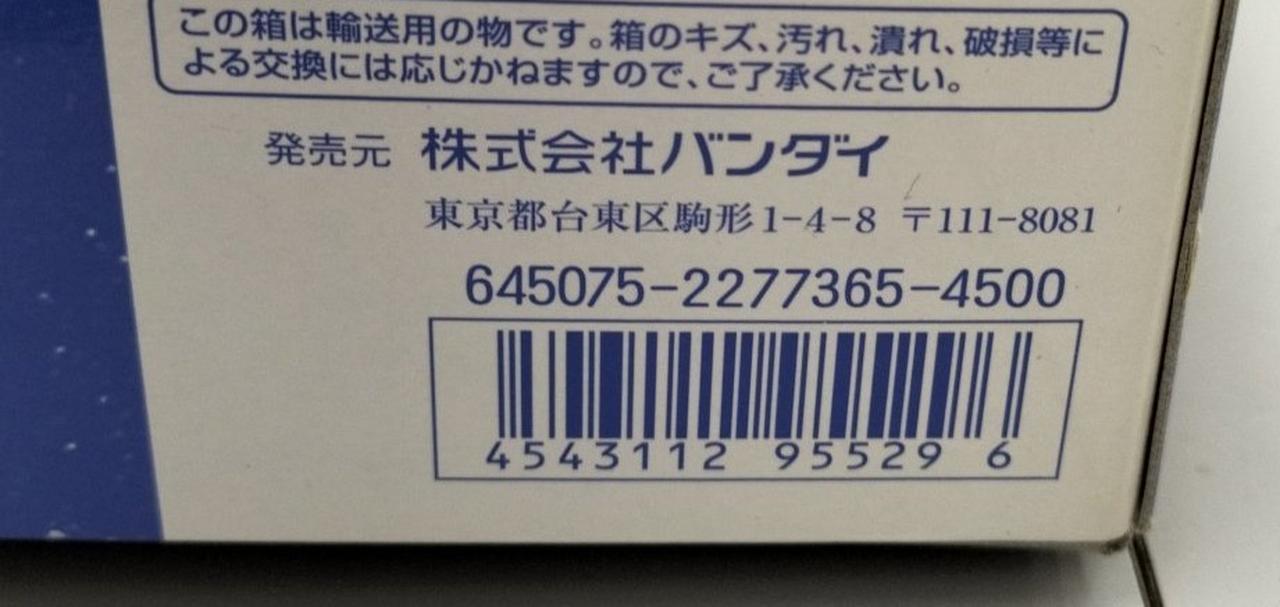 この箱は輸送用の物です。箱のキズ、汚れ、潰れ、破損等に
よる交換には応じかねますので、ご了承ください。
発売元 株式会社バンダイ
東京都台東区駒形1-4-8 〒111-8081
645075-2277365-4500
4543112 95529 6